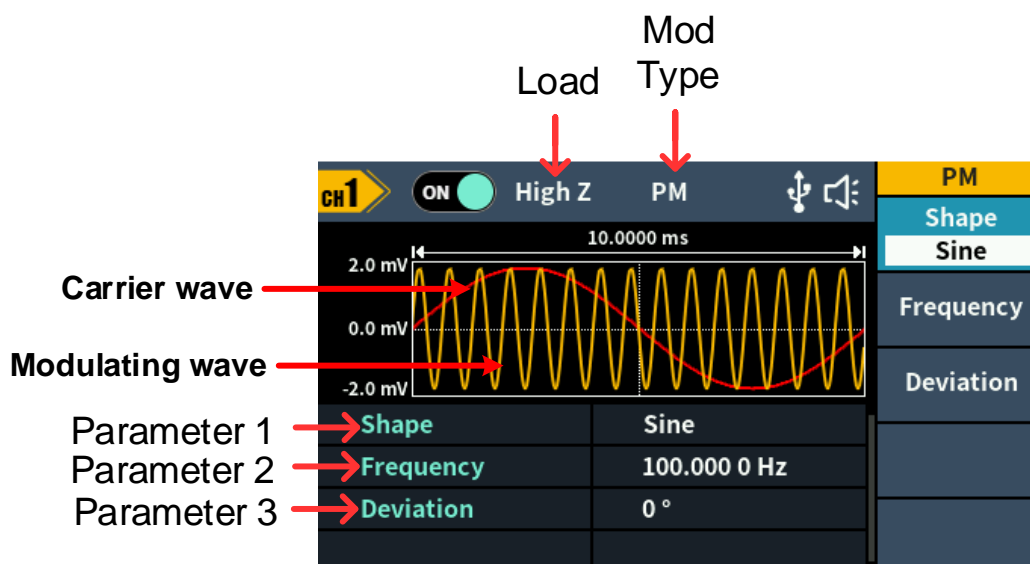 Mod
Type
Load
CH1
ON
High Z
PM
PM
Shape
Sine
Frequency
Deviation
10.0000 ms
2.0 mV
0.0 mV
-2.0 mV
Carrier wave
Modulating wave
Parameter 1
Shape
Sine
Parameter 2
Frequency
100.000 0 Hz
Parameter 3
Deviation
0 °